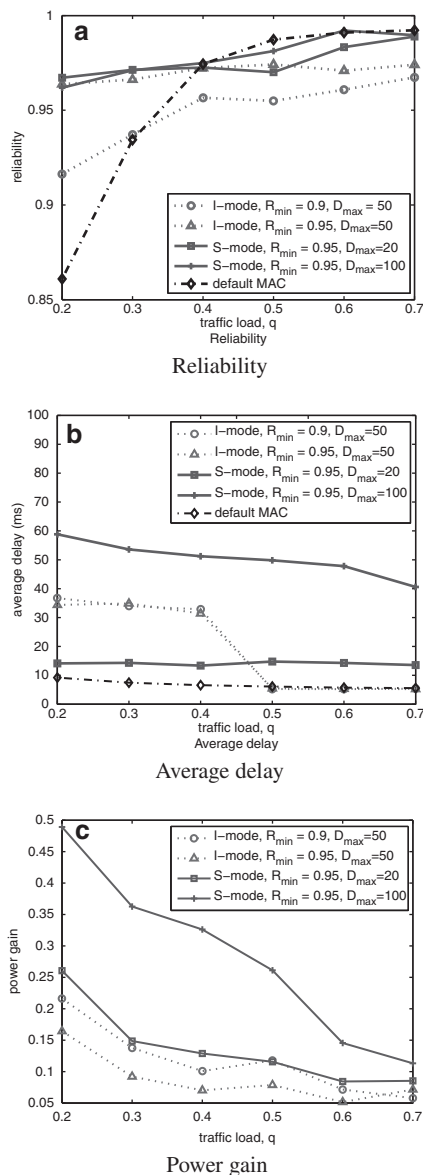 a
1
0.95
0.9
0.85
reliability
I-mode, R_min = 0.9, D_max = 50
I-mode, R_min = 0.95, D_max=50
S-mode, R_min = 0.95, D_max=20
S-mode, R_min = 0.95, D_max=100
default MAC
0.2 0.3 0.4 0.5 0.6 0.7
traffic load, q
Reliability
Reliability
b
100
90
80
70
60
50
40
30
20
10
0
average delay (ms)
I-mode, R_min = 0.9, D_max=50
I-mode, R_min = 0.95, D_max=50
S-mode, R_min = 0.95, D_max=20
S-mode, R_min = 0.95, D_max=100
default MAC
0.2 0.3 0.4 0.5 0.6 0.7
traffic load, q
Average delay
Average delay
c
0.5
0.45
0.4
0.35
0.3
0.25
0.2
0.15
0.1
0.05
power gain
I-mode, R_min = 0.9, D_max=50
I-mode, R_min = 0.95, D_max=50
S-mode, R_min = 0.95, D_max=20
S-mode, R_min = 0.95, D_max=100
0.2 0.3 0.4 0.5 0.6 0.7
traffic load, q
Power gain